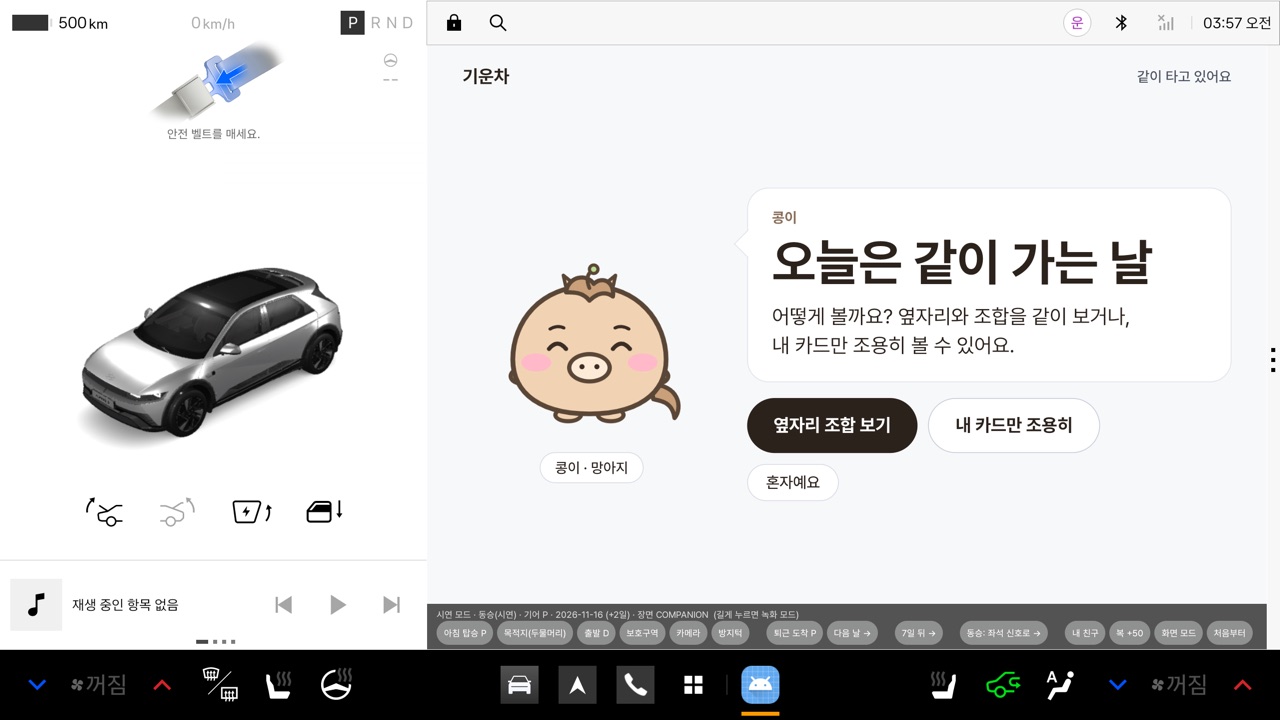 500 km
0 km/h
P R N D
안전 벨트를 매세요.
재생 중인 항목 없음
운
03:57 오전
기운차
같이 타고 있어요
콩이
오늘은 같이 가는 날
어떻게 볼까요? 옆자리와 조합을 같이 보거나,
내 카드만 조용히 볼 수 있어요.
옆자리 조합 보기
내 카드만 조용히
혼자예요
콩이 · 망아지
시연 모드 · 동승(시연) · 기어 P · 2026-11-16 (+2일) · 장면 COMPANION (길게 누르면 녹화 모드)
아침 탑승 P
목적지(두물머리)
출발 D
보호구역
카메라
방지턱
퇴근 도착 P
다음 날 →
7일 뒤 →
동승: 좌석 신호로 →
내 친구
복 +50
화면 모드
처음부터
꺼짐
A
꺼짐